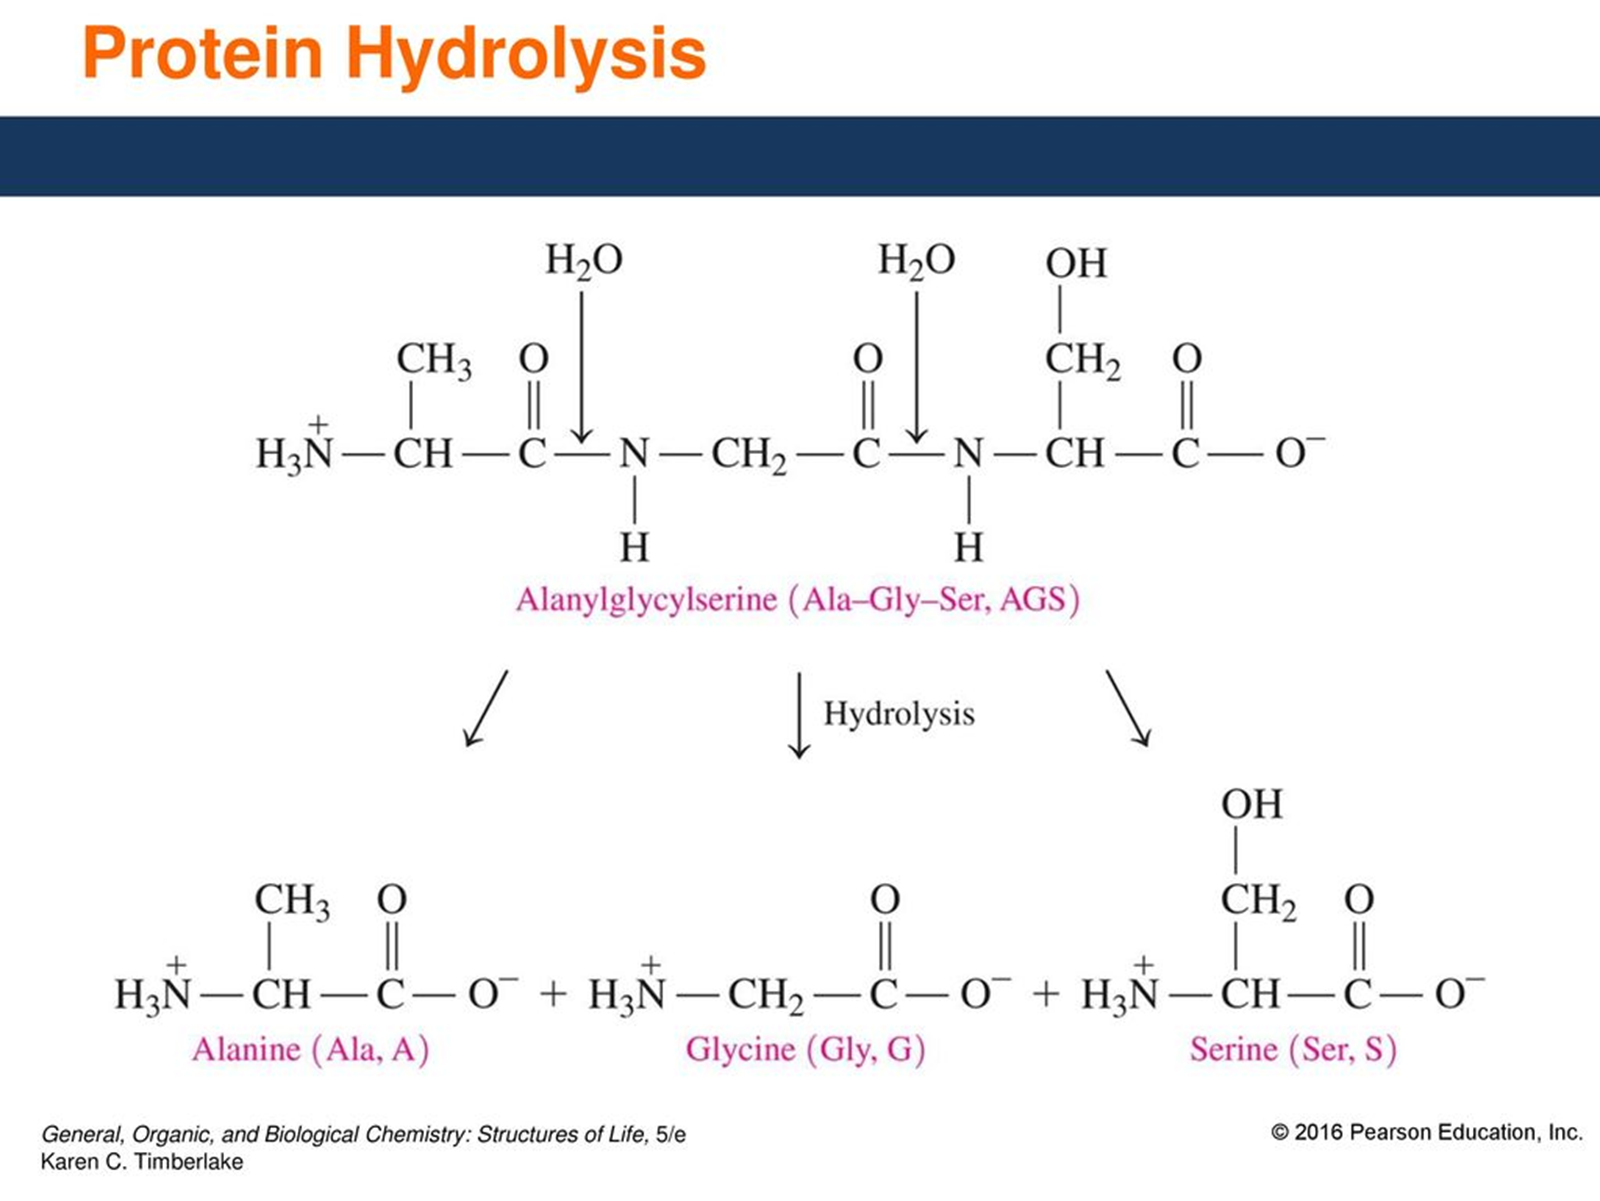 Protein Hydrolysis
H₂O H₂O OH
CH₃ O O CH₂ O
H₃N⁺—CH—C—N—CH₂—C—N—CH—C—O⁻
H H
Alanylglycylserine (Ala–Gly–Ser, AGS)
Hydrolysis
OH
CH₃ O O CH₂ O
H₃N⁺—CH—C—O⁻ + H₃N⁺—CH₂—C—O⁻ + H₃N⁺—CH—C—O⁻
Alanine (Ala, A) Glycine (Gly, G) Serine (Ser, S)
General, Organic, and Biological Chemistry: Structures of Life, 5/e
Karen C. Timberlake
© 2016 Pearson Education, Inc.